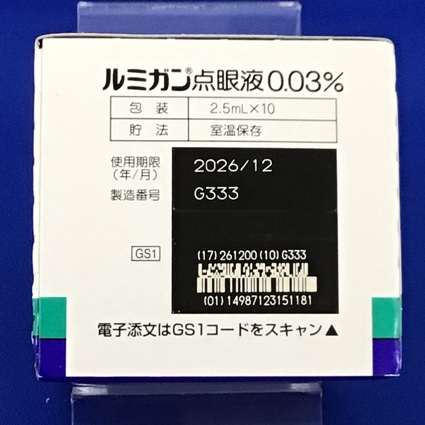 ルミガン®点眼液0.03%
包装 2.5mL×10
貯法 室温保存
使用期限 2026/12
(年/月)
製造番号 G333
GS1
(17)261200(10)G333
(01)14987123151181
電子添文はGS1コードをスキャン▲